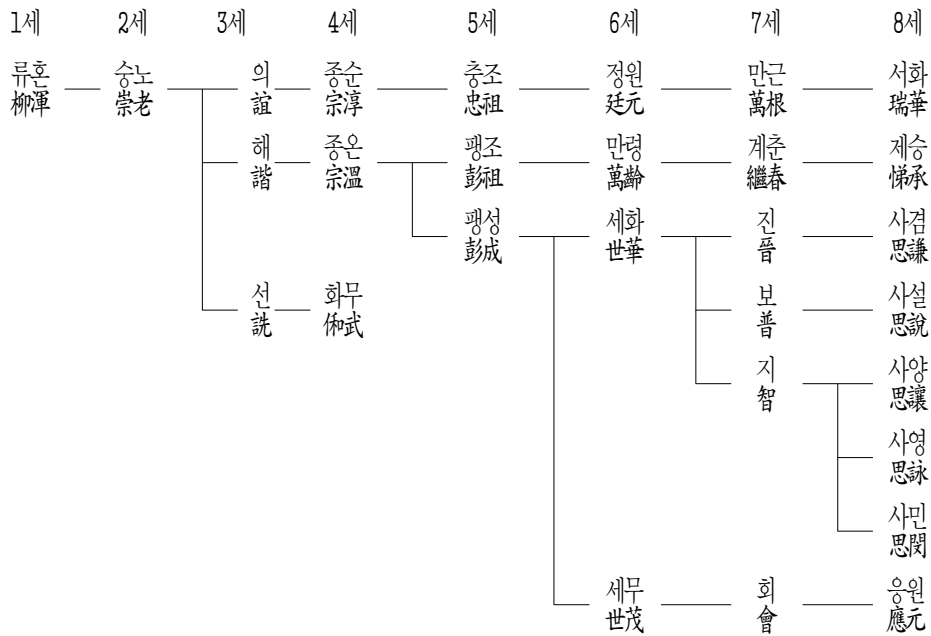 1세 2세 3세 4세 5세 6세 7세 8세
류혼 숭노 의 종순 충조 정원 만근 서화
柳渾 崇老 誼 宗淳 忠祖 廷元 萬根 瑞華
해 종온 팽조 만령 계춘 제승
諧 宗溫 彭祖 萬齡 繼春 悌承
팽성 세화 진 사겸
彭成 世華 晉 思謙
선 화무 보 사설
詵 俰武 普 思說
지 사양
智 思讓
사영
思詠
사민
思閔
세무 회 응원
世茂 會 應元